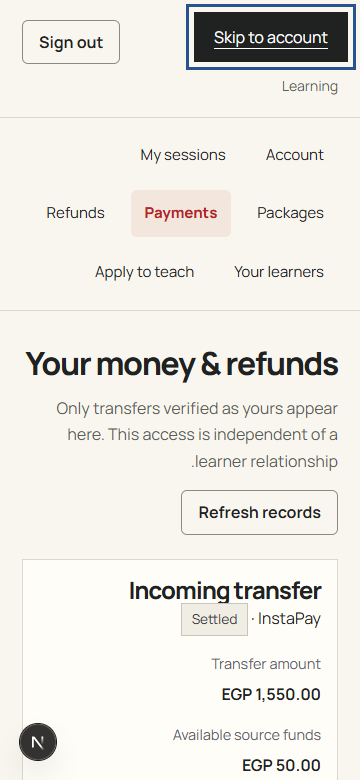 Skip to account
Sign out
Learning
Account
My sessions
Packages
Payments
Refunds
Your learners
Apply to teach
Your money & refunds
Only transfers verified as yours appear
here. This access is independent of a
.learner relationship
Refresh records
Incoming transfer
Settled · InstaPay
Transfer amount
EGP 1,550.00
Available source funds
EGP 50.00
N